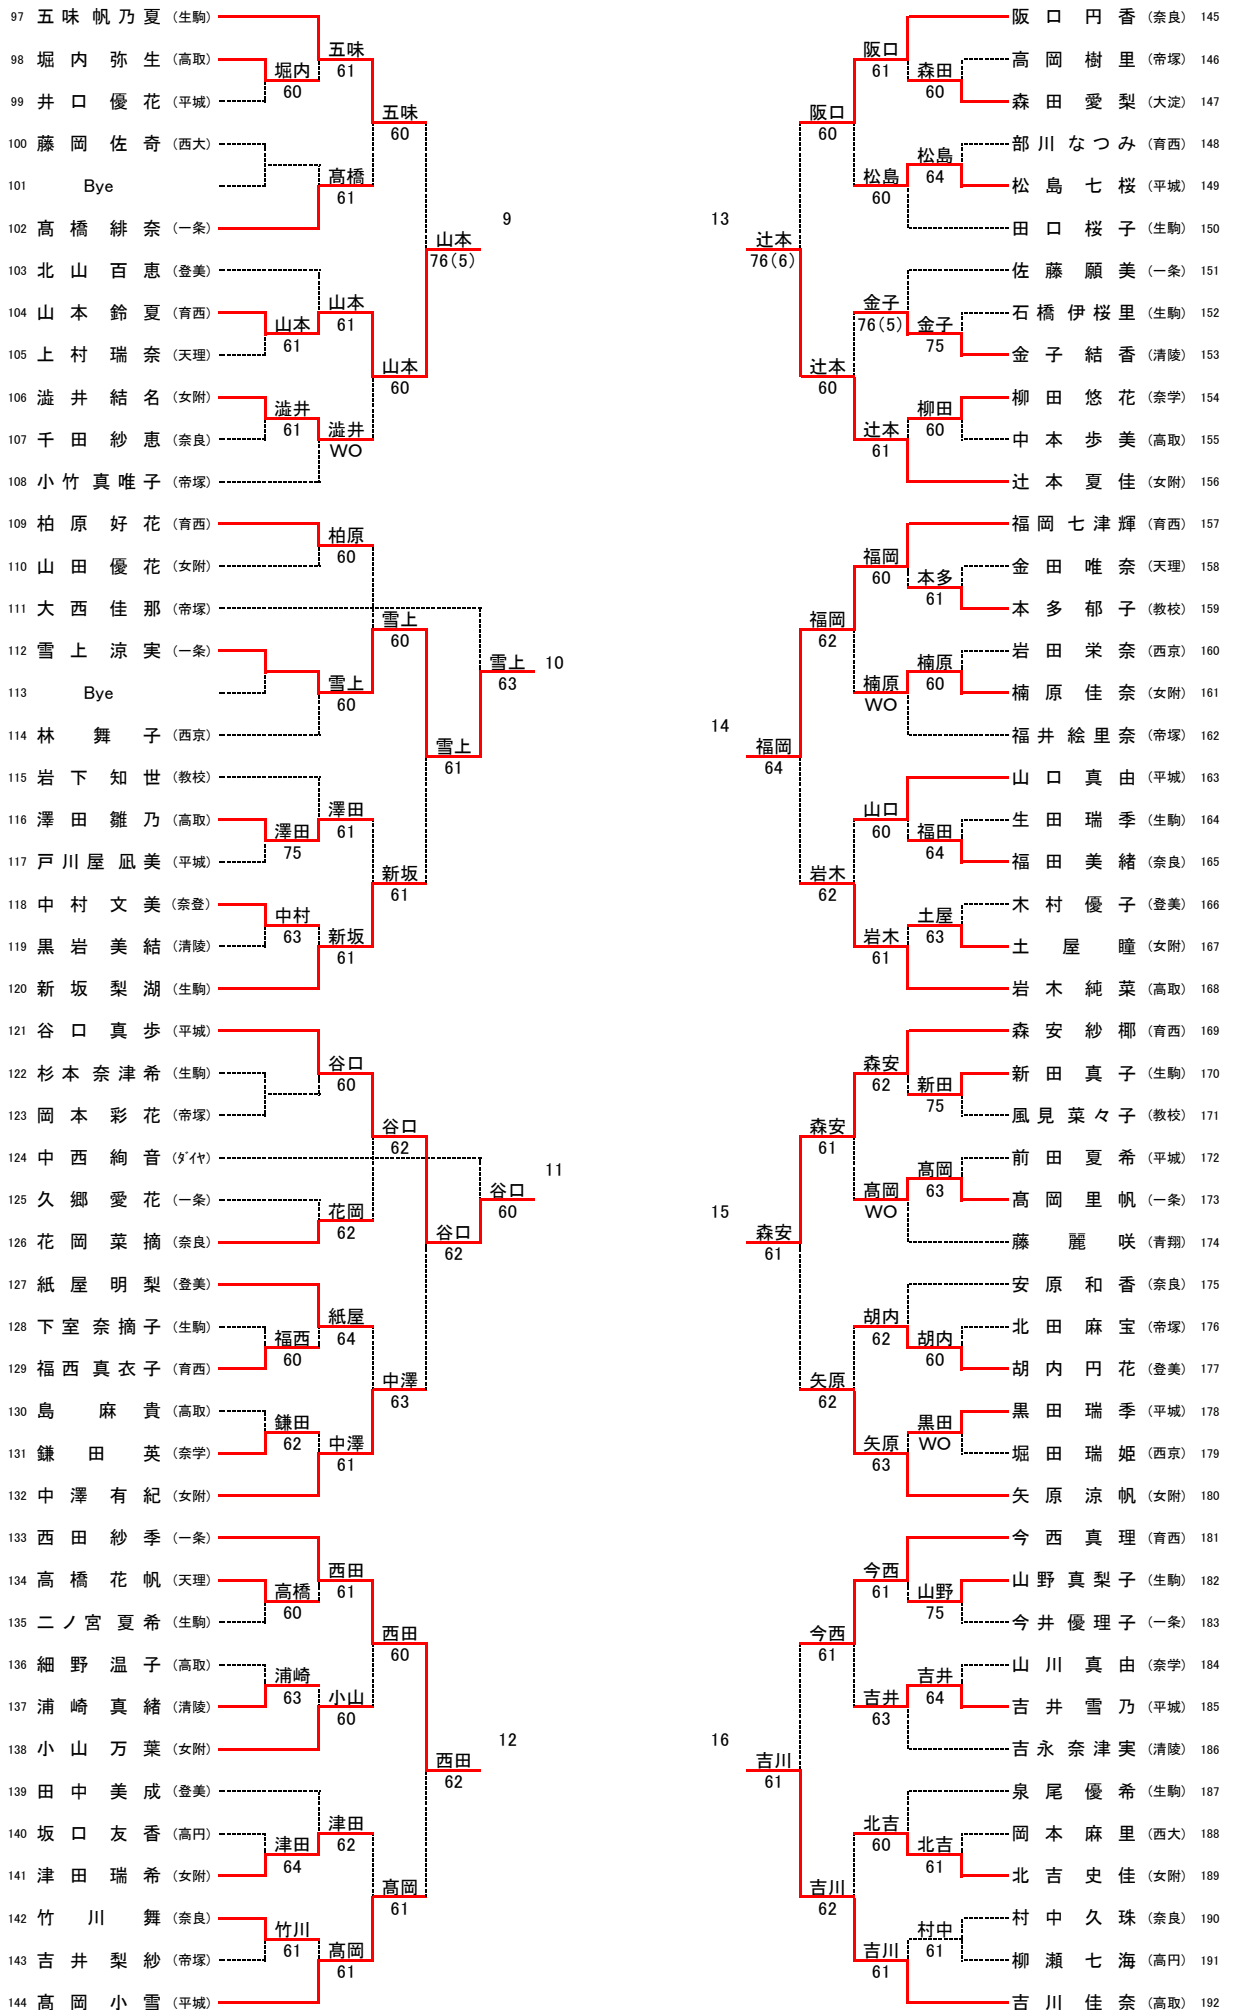 97 五味 帆乃夏 (生駒)
98 堀内 弥生 (高取)
99 井口 優花 (平城)
100 藤岡 佐奇 (西大)
101 Bye
102 髙橋 緋奈 (一条)
103 北山 百恵 (登美)
104 山本 鈴夏 (育西)
105 上村 瑞奈 (天理)
106 澁井 結名 (女附)
107 千田 紗恵 (奈良)
108 小竹 真唯子 (帝塚)
109 柏原 好花 (育西)
110 山田 優花 (女附)
111 大西 佳那 (帝塚)
112 雪上 涼実 (一条)
113 Bye
114 林 舞子 (西京)
115 岩下 知世 (教校)
116 澤田 雛乃 (高取)
117 戸川屋 凪美 (平城)
118 中村 文美 (奈登)
119 黒岩 美結 (清陵)
120 新坂 梨湖 (生駒)
121 谷口 真歩 (平城)
122 杉本 奈津希 (生駒)
123 岡本 彩花 (帝塚)
124 中西 絢音 (ダイヤ)
125 久郷 愛花 (一条)
126 花岡 菜摘 (奈良)
127 紙屋 明梨 (登美)
128 下室 奈摘子 (生駒)
129 福西 真衣子 (育西)
130 島 麻貴 (高取)
131 鎌田 英 (奈学)
132 中澤 有紀 (女附)
133 西田 紗季 (一条)
134 高橋 花帆 (天理)
135 二ノ宮 夏希 (生駒)
136 細野 温子 (高取)
137 浦崎 真緒 (清陵)
138 小山 万葉 (女附)
139 田中 美成 (登美)
140 坂口 友香 (高円)
141 津田 瑞希 (女附)
142 竹川 舞 (奈良)
143 吉井 梨紗 (帝塚)
144 髙岡 小雪 (平城)
堀内
60
山本
61
澁井
61
澤田
75
中村
63
福西
60
鎌田
62
高橋
60
浦崎
63
津田
64
竹川
61
五味
61
髙橋
61
山本
61
澁井
WO
柏原
60
雪上
60
澤田
61
新坂
61
谷口
60
花岡
62
紙屋
64
中澤
61
西田
61
小山
60
津田
62
髙岡
61
五味
60
山本
60
雪上
60
新坂
61
谷口
62
中澤
63
西田
60
髙岡
61
山本
76(5)
9
雪上
61
雪上
63
10
谷口
62
谷口
60
11
西田
62
12
13
辻本
76(6)
14
福岡
64
15
森安
61
16
吉川
61
阪口
60
辻本
60
福岡
62
岩木
62
森安
61
矢原
62
今西
61
吉川
62
阪口
61
松島
60
金子
76(5)
辻本
61
福岡
60
楠原
WO
山口
60
岩木
61
森安
62
髙岡
WO
胡内
62
矢原
63
今西
61
吉井
63
北吉
60
吉川
61
森田
60
松島
64
金子
75
柳田
60
本多
61
楠原
60
福田
64
土屋
63
新田
75
髙岡
63
胡内
60
黒田
WO
山野
75
吉井
64
北吉
61
村中
61
阪口 円香 (奈良) 145
高岡 樹里 (帝塚) 146
森田 愛梨 (大淀) 147
部川 なつみ (育西) 148
松島 七桜 (平城) 149
田口 桜子 (生駒) 150
佐藤 願美 (一条) 151
石橋 伊桜里 (生駒) 152
金子 結香 (清陵) 153
柳田 悠花 (奈学) 154
中本 歩美 (高取) 155
辻本 夏佳 (女附) 156
福岡 七津輝 (育西) 157
金田 唯奈 (天理) 158
本多 郁子 (教校) 159
岩田 栄奈 (西京) 160
楠原 佳奈 (女附) 161
福井 絵里奈 (帝塚) 162
山口 真由 (平城) 163
生田 瑞季 (生駒) 164
福田 美緒 (奈良) 165
木村 優子 (登美) 166
土屋 瞳 (女附) 167
岩木 純菜 (高取) 168
森安 紗椰 (育西) 169
新田 真子 (生駒) 170
風見 菜々子 (教校) 171
前田 夏希 (平城) 172
髙岡 里帆 (一条) 173
藤 麗咲 (青翔) 174
安原 和香 (奈良) 175
北田 麻宝 (帝塚) 176
胡内 円花 (登美) 177
黒田 瑞季 (平城) 178
堀田 瑞姫 (西京) 179
矢原 涼帆 (女附) 180
今西 真理 (育西) 181
山野 真梨子 (生駒) 182
今井 優理子 (一条) 183
山川 真由 (奈学) 184
吉井 雪乃 (平城) 185
吉永 奈津実 (清陵) 186
泉尾 優希 (生駒) 187
岡本 麻里 (西大) 188
北吉 史佳 (女附) 189
村中 久珠 (奈良) 190
柳瀬 七海 (高円) 191
吉川 佳奈 (高取) 192